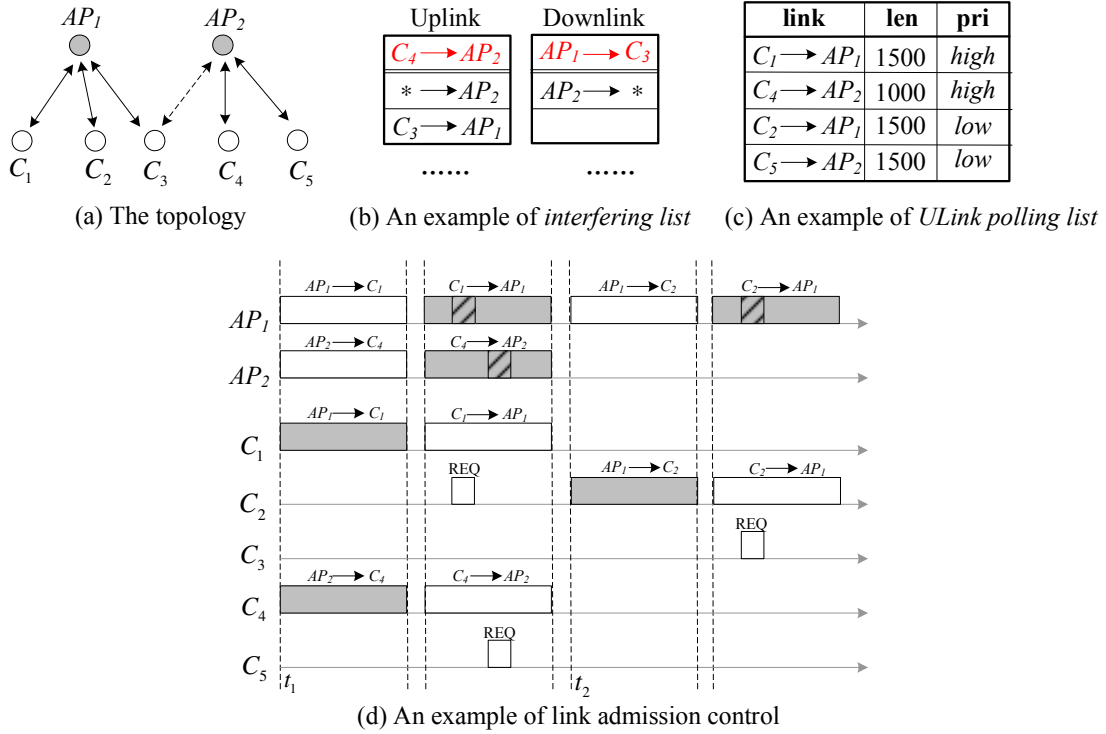 AP1 AP2
C1 C2 C3 C4 C5
(a) The topology
Uplink Downlink
C4 → AP2 AP1 → C3
* → AP2 AP2 → *
C3 → AP1
...... ......
(b) An example of interfering list
link len pri
C1 → AP1 1500 high
C4 → AP2 1000 high
C2 → AP1 1500 low
C5 → AP2 1500 low
(c) An example of ULink polling list
AP1 → C1 C1 → AP1 AP1 → C2 C2 → AP1
AP1
AP2 → C4 C4 → AP2
AP2
AP1 → C1 C1 → AP1
C1
REQ AP1 → C2 C2 → AP1
C2
REQ
C3
AP2 → C4 C4 → AP2
C4
REQ
C5
t1 t2
(d) An example of link admission control